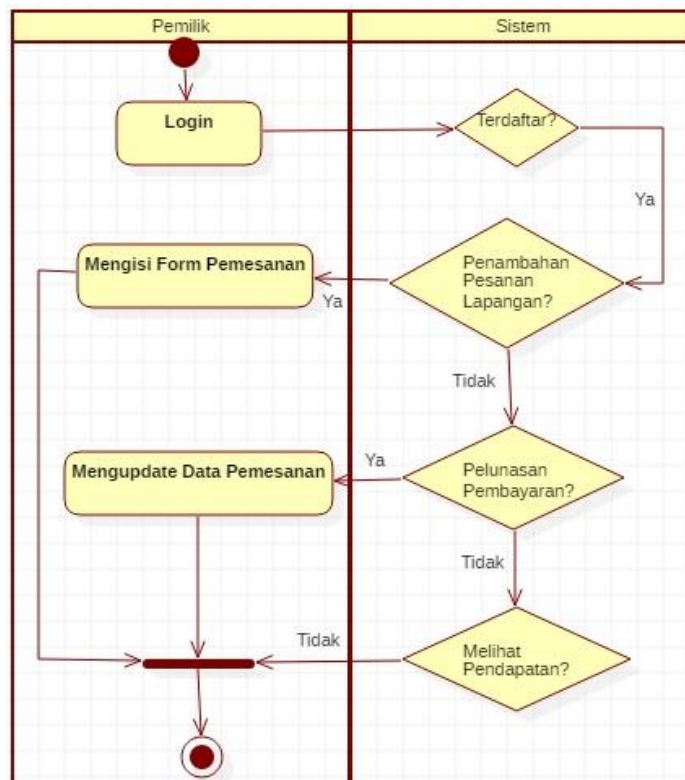 Pemilik
Sistem
Login
Terdaftar?
Ya
Mengisi Form Pemesanan
Ya
Penambahan
Pesanan
Lapangan?
Tidak
Mengupdate Data Pemesanan
Ya
Pelunasan
Pembayaran?
Tidak
Tidak
Melihat
Pendapatan?